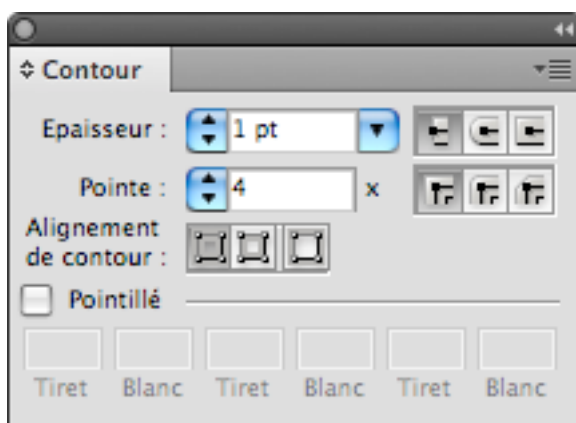 Contour
Epaisseur : 1 pt
Pointe : 4 x
Alignement
de contour :
Pointillé
Tiret Blanc Tiret Blanc Tiret Blanc